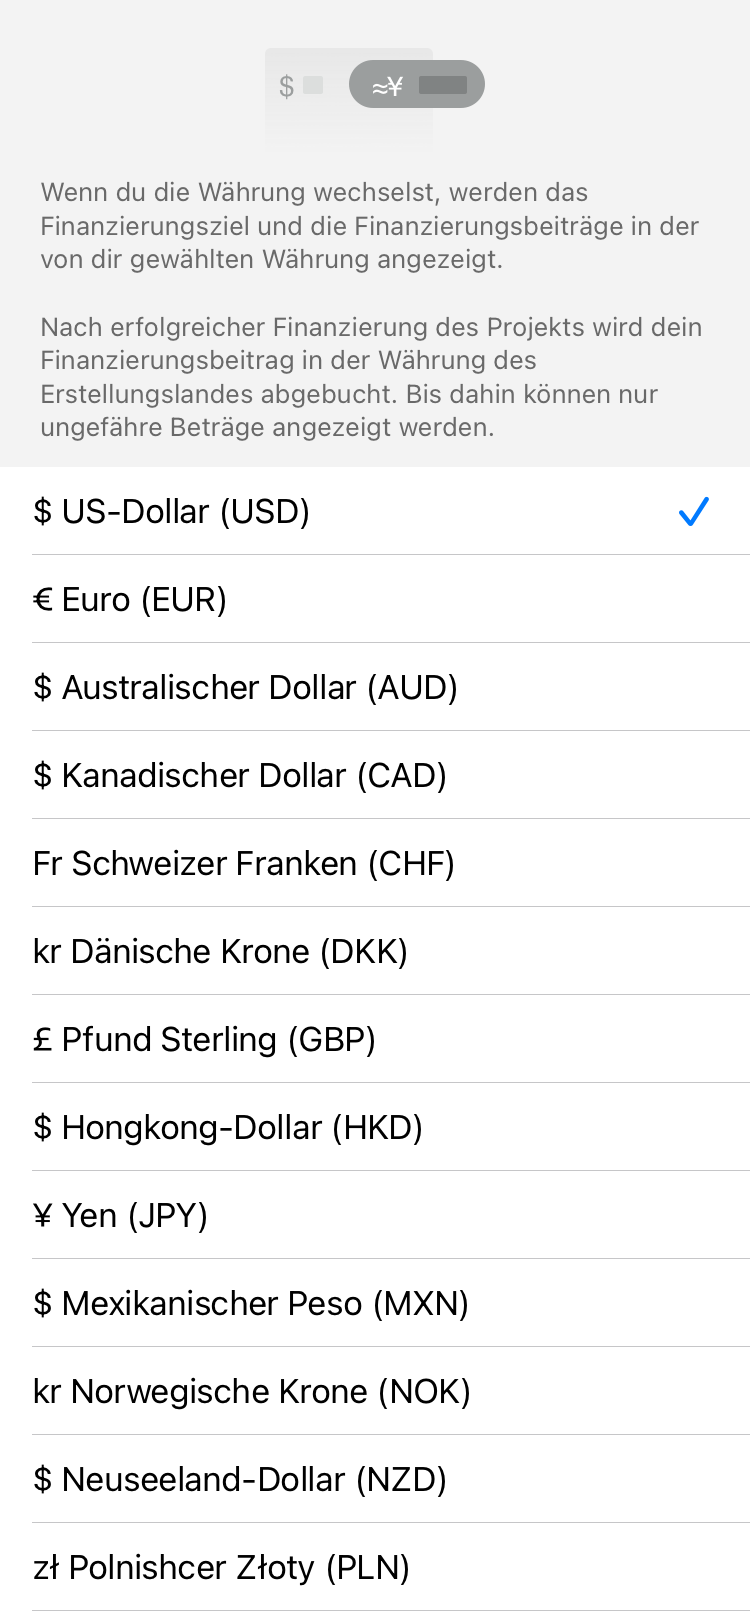 $ ≈¥
Wenn du die Währung wechselst, werden das
Finanzierungsziel und die Finanzierungsbeiträge in der
von dir gewählten Währung angezeigt.
Nach erfolgreicher Finanzierung des Projekts wird dein
Finanzierungsbeitrag in der Währung des
Erstellungslandes abgebucht. Bis dahin können nur
ungefähre Beträge angezeigt werden.
$ US-Dollar (USD)
€ Euro (EUR)
$ Australischer Dollar (AUD)
$ Kanadischer Dollar (CAD)
Fr Schweizer Franken (CHF)
kr Dänische Krone (DKK)
£ Pfund Sterling (GBP)
$ Hongkong-Dollar (HKD)
¥ Yen (JPY)
$ Mexikanischer Peso (MXN)
kr Norwegische Krone (NOK)
$ Neuseeland-Dollar (NZD)
zł Polnishcer Złoty (PLN)